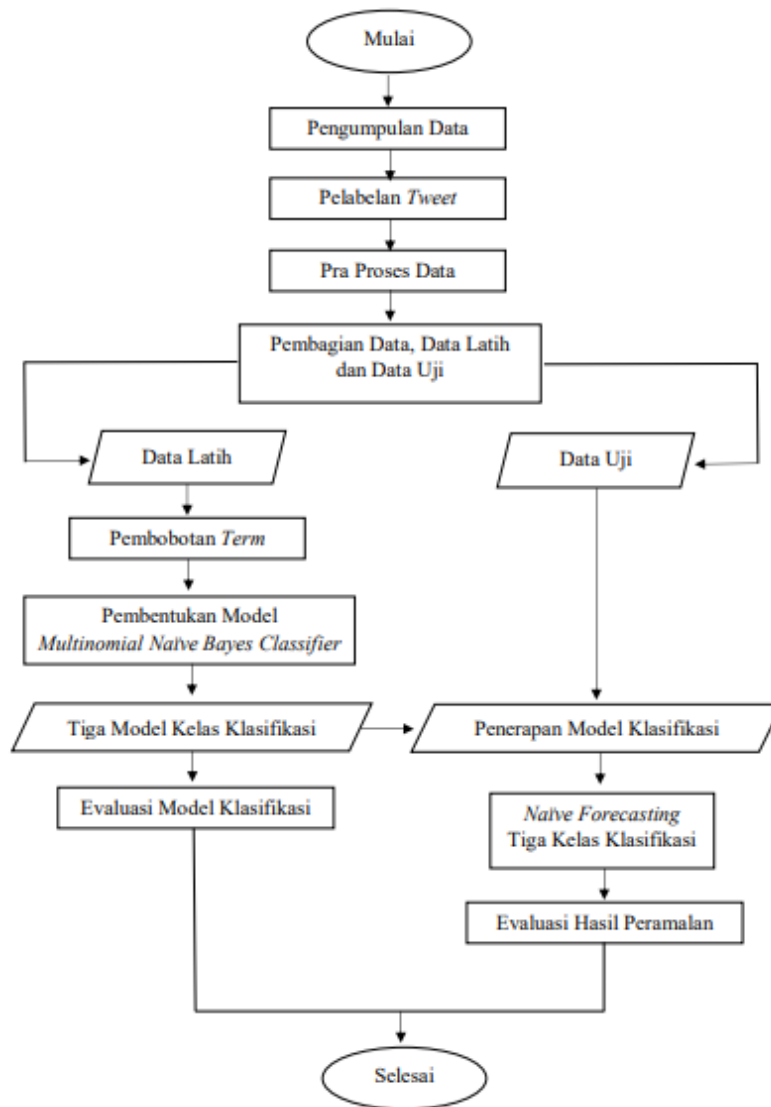 Mulai
Pengumpulan Data
Pelabelan Tweet
Pra Proses Data
Pembagian Data, Data Latih
dan Data Uji
Data Latih
Data Uji
Pembobotan Term
Pembentukan Model
Multinomial Naïve Bayes Classifier
Tiga Model Kelas Klasifikasi
Penerapan Model Klasifikasi
Evaluasi Model Klasifikasi
Naïve Forecasting
Tiga Kelas Klasifikasi
Evaluasi Hasil Peramalan
Selesai